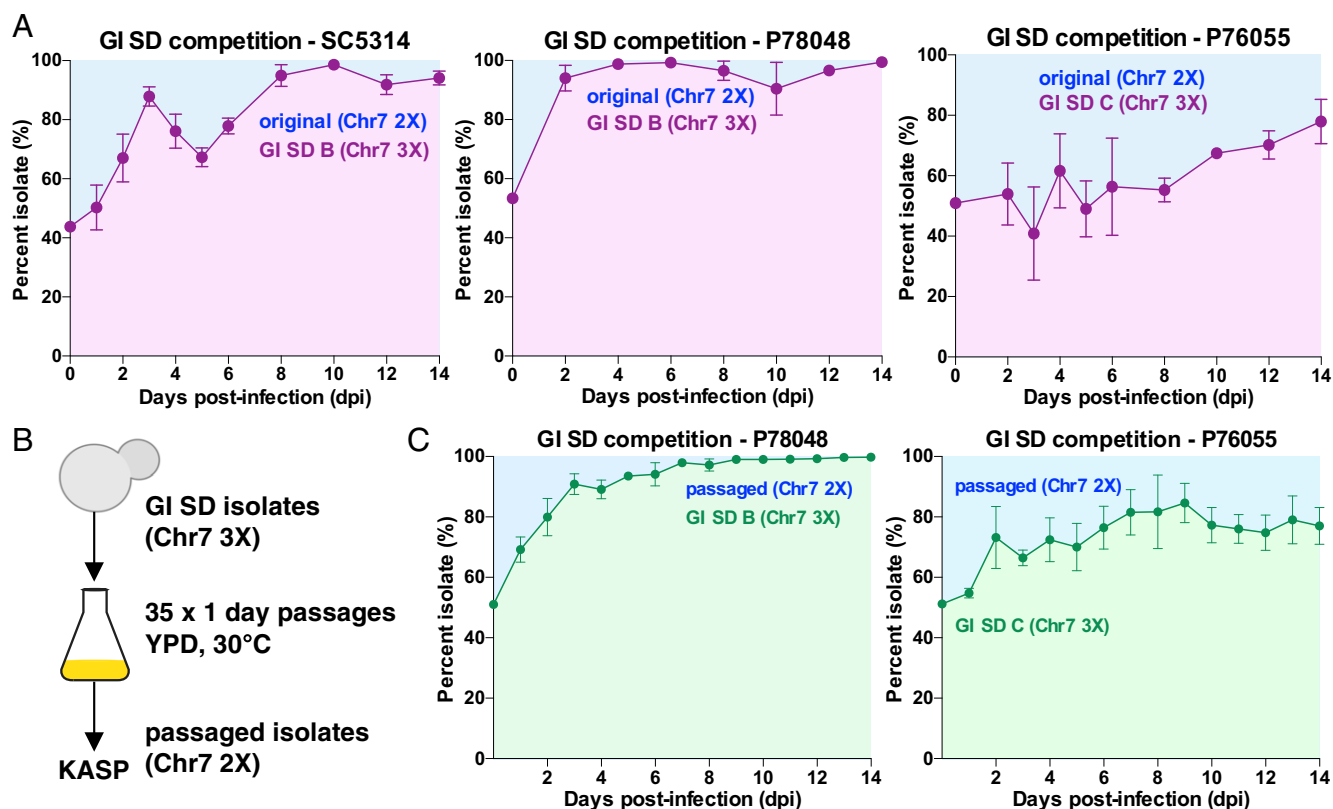 A
GI SD competition - SC5314
Percent isolate (%)
100
80
60
40
20
0
original (Chr7 2X)
GI SD B (Chr7 3X)
0 2 4 6 8 10 12 14
Days post-infection (dpi)
GI SD competition - P78048
Percent isolate (%)
100
80
60
40
20
0
original (Chr7 2X)
GI SD B (Chr7 3X)
0 2 4 6 8 10 12 14
Days post-infection (dpi)
GI SD competition - P76055
Percent isolate (%)
100
80
60
40
20
0
original (Chr7 2X)
GI SD C (Chr7 3X)
0 2 4 6 8 10 12 14
Days post-infection (dpi)
B
GI SD isolates
(Chr7 3X)
35 x 1 day passages
YPD, 30°C
passaged isolates
(Chr7 2X)
KASP
C
GI SD competition - P78048
Percent isolate (%)
100
80
60
40
20
0
passaged (Chr7 2X)
GI SD B (Chr7 3X)
2 4 6 8 10 12 14
Days post-infection (dpi)
GI SD competition - P76055
Percent isolate (%)
100
80
60
40
20
0
passaged (Chr7 2X)
GI SD C (Chr7 3X)
2 4 6 8 10 12 14
Days post-infection (dpi)